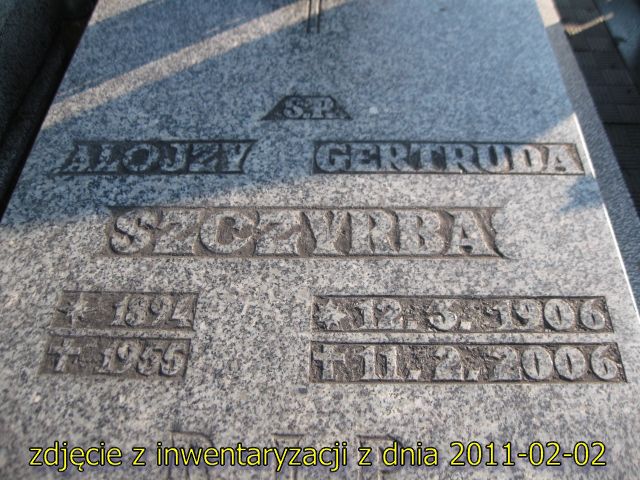 Ś.P.
ALOJZY GERTRUDA
SZCZYRBA
* 1894 * 12. 3. 1906
✝ 1955 ✝ 11. 2. 2006
zdjęcie z inwentaryzacji z dnia 2011-02-02